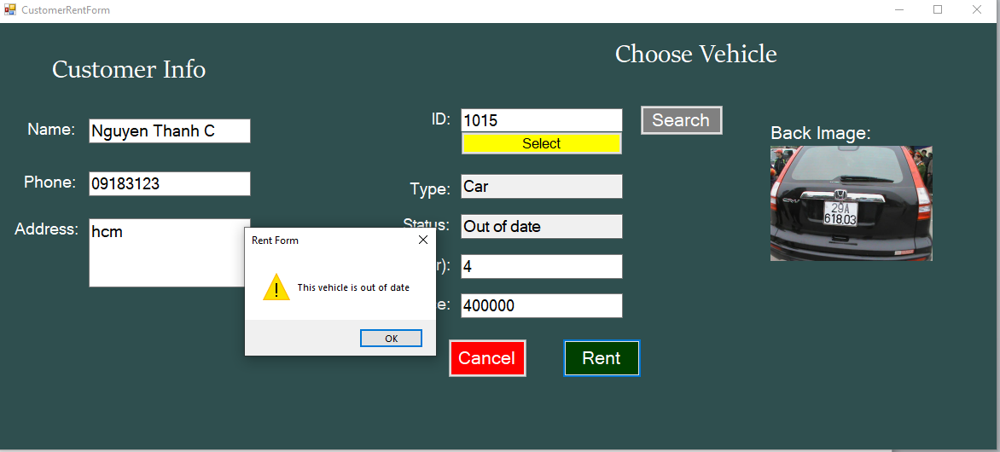 CustomerRentForm
Customer Info
Choose Vehicle
Name:
Nguyen Thanh C
Phone:
09183123
Address:
hcm
ID:
1015
Search
Select
Type:
Car
Status:
Out of date
r):
4
e:
400000
Cancel
Rent
Back Image:
CR-V
29A
618.03
Rent Form
This vehicle is out of date
OK